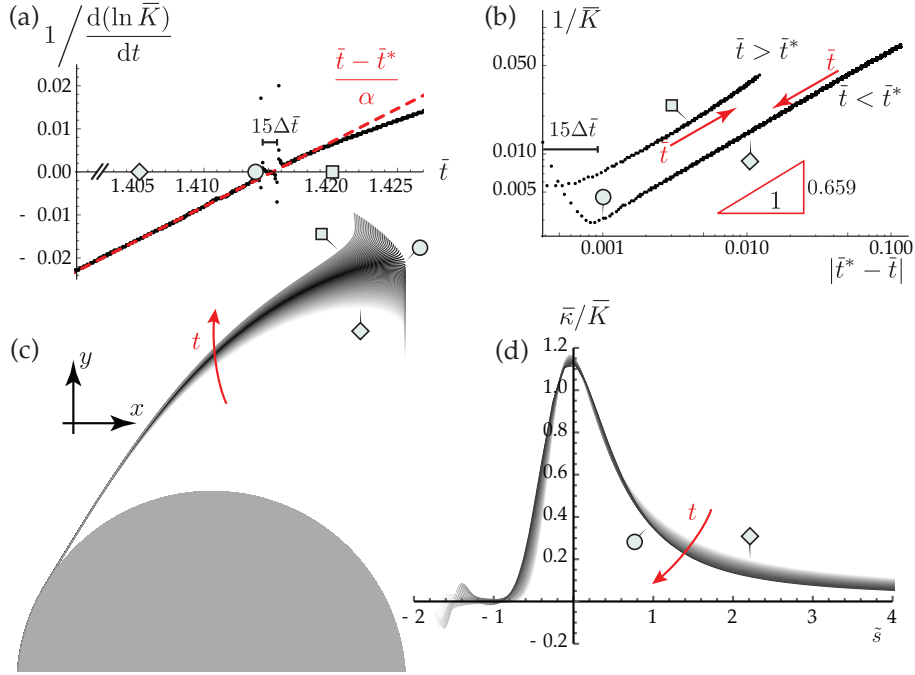 (a)
1 / d(ln K̅)/dt
t̄ − t̄* / α
0.02
15Δt̄
0.01
0.00
t̄
1.405
1.410
1.415
1.420
1.425
- 0.01
- 0.02
(b)
1/K̅
0.050
t̄ > t̄*
t̄
t̄ < t̄*
15Δt̄
0.010
t̄
0.005
0.659
1
0.001
0.010
0.100
|t̄* − t̄|
(c)
y
x
t
(d)
κ̄/K̅
1.2
1.0
0.8
0.6
0.4
0.2
- 0.2
t
- 2
- 1
0
1
2
3
4
s̃